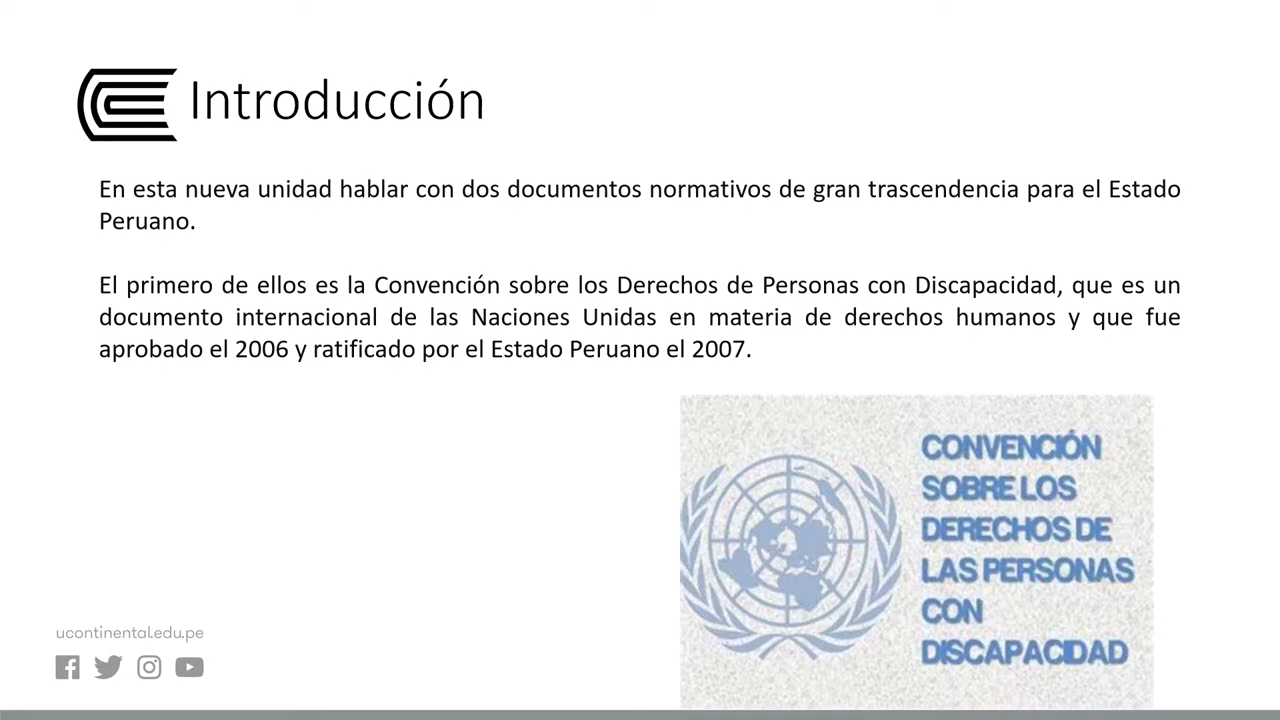 Introducción
En esta nueva unidad hablar con dos documentos normativos de gran trascendencia para el Estado
Peruano.
El primero de ellos es la Convención sobre los Derechos de Personas con Discapacidad, que es un
documento internacional de las Naciones Unidas en materia de derechos humanos y que fue
aprobado el 2006 y ratificado por el Estado Peruano el 2007.
CONVENCIÓN
SOBRE LOS
DERECHOS DE
LAS PERSONAS
CON
DISCAPACIDAD
ucontinental.edu.pe